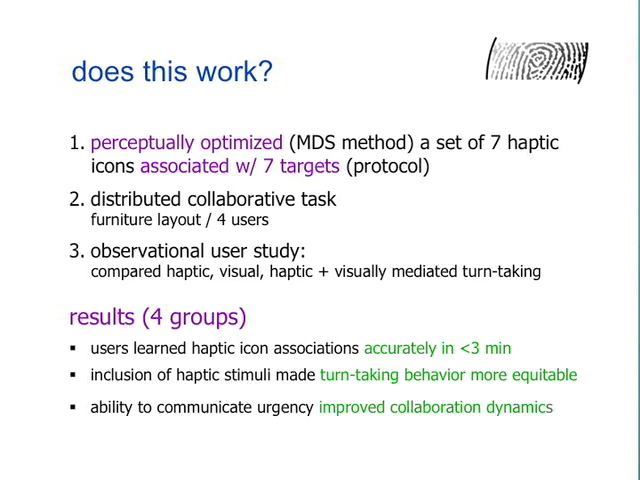 does this work?
1. perceptually optimized (MDS method) a set of 7 haptic
icons associated w/ 7 targets (protocol)
2. distributed collaborative task
furniture layout / 4 users
3. observational user study:
compared haptic, visual, haptic + visually mediated turn-taking
results (4 groups)
▪ users learned haptic icon associations accurately in <3 min
▪ inclusion of haptic stimuli made turn-taking behavior more equitable
▪ ability to communicate urgency improved collaboration dynamics